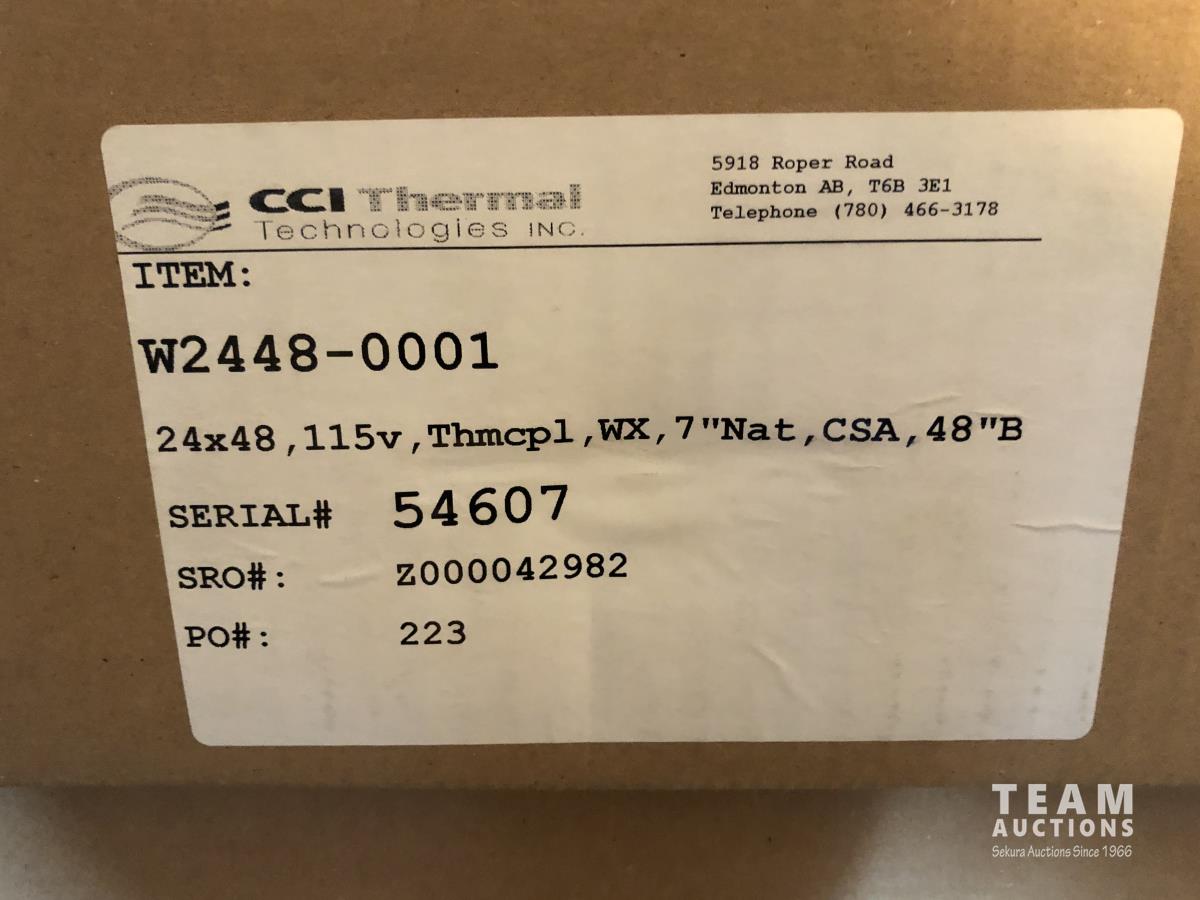 CCI Thermal
Technologies INC.
5918 Roper Road
Edmonton AB, T6B 3E1
Telephone (780) 466-3178
ITEM:
W2448-0001
24x48,115v,Thmcpl,WX,7"Nat,CSA,48"B
SERIAL# 54607
SRO#: Z000042982
PO#: 223
TEAM
AUCTIONS
Sekura Auctions Since 1966